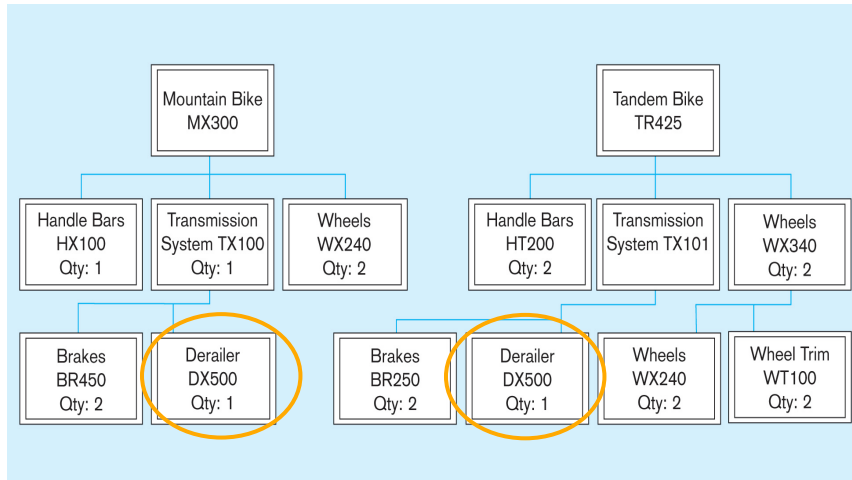 Mountain Bike
MX300
Tandem Bike
TR425
Handle Bars
HX100
Qty: 1
Transmission
System TX100
Qty: 1
Wheels
WX240
Qty: 2
Handle Bars
HT200
Qty: 2
Transmission
System TX101
Wheels
WX340
Qty: 2
Brakes
BR450
Qty: 2
Derailer
DX500
Qty: 1
Brakes
BR250
Qty: 2
Derailer
DX500
Qty: 1
Wheels
WX240
Qty: 2
Wheel Trim
WT100
Qty: 2